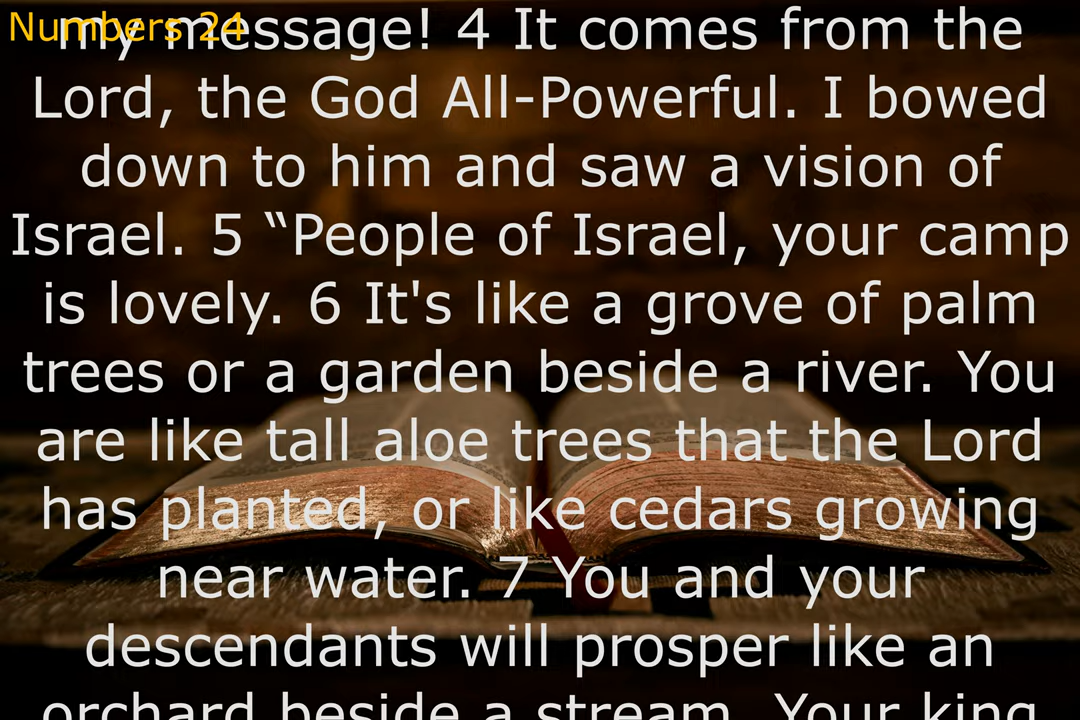 Numbers 24
my message! 4 It comes from the
Lord, the God All-Powerful. I bowed
down to him and saw a vision of
Israel. 5 “People of Israel, your camp
is lovely. 6 It's like a grove of palm
trees or a garden beside a river. You
are like tall aloe trees that the Lord
has planted, or like cedars growing
near water. 7 You and your
descendants will prosper like an
orchard beside a stream. Your king